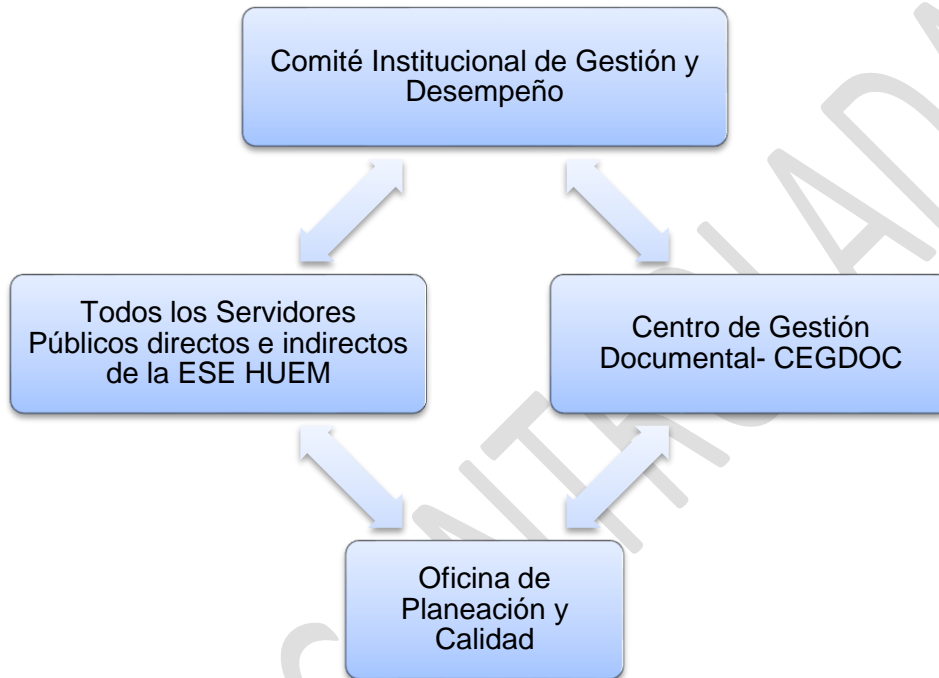 Comité Institucional de Gestión y
Desempeño
Todos los Servidores
Públicos directos e indirectos
de la ESE HUEM
Centro de Gestión
Documental- CEGDOC
Oficina de
Planeación y
Calidad